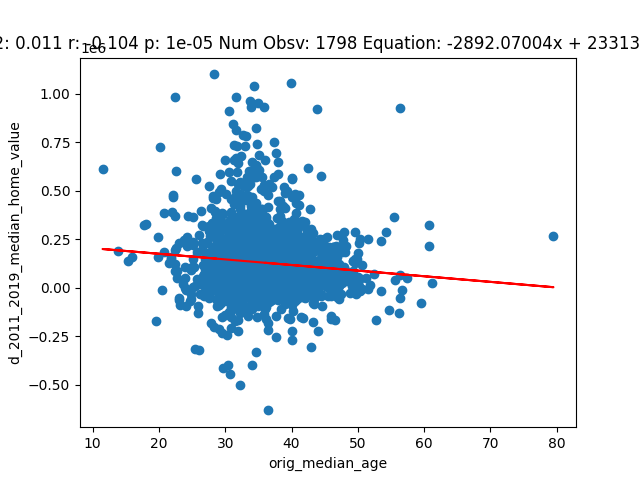 2: 0.011 r: -0.104 p: 1e-05 Num Obsv: 1798 Equation: -2892.07004x + 23313
1e6
1.00
0.75
0.50
0.25
0.00
−0.25
−0.50
d_2011_2019_median_home_value
10 20 30 40 50 60 70 80
orig_median_age